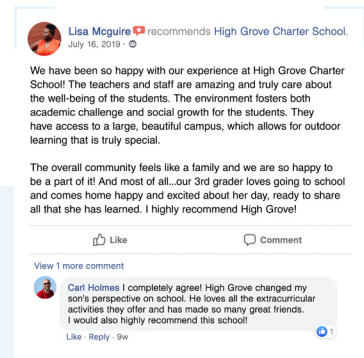 Lisa Mcguire recommends High Grove Charter School.
July 16, 2019 ·
We have been so happy with our experience at High Grove Charter
School! The teachers and staff are amazing and truly care about
the well-being of the students. The environment fosters both
academic challenge and social growth for the students. They
have access to a large, beautiful campus, which allows for outdoor
learning that is truly special.
The overall community feels like a family and we are so happy to
be a part of it! And most of all...our 3rd grader loves going to school
and comes home happy and excited about her day, ready to share
all that she has learned. I highly recommend High Grove!
Like Comment
View 1 more comment
Carl Holmes I completely agree! High Grove changed my
son's perspective on school. He loves all the extracurricular
activities they offer and has made so many great friends.
I would also highly recommend this school!
1
Like · Reply · 9w